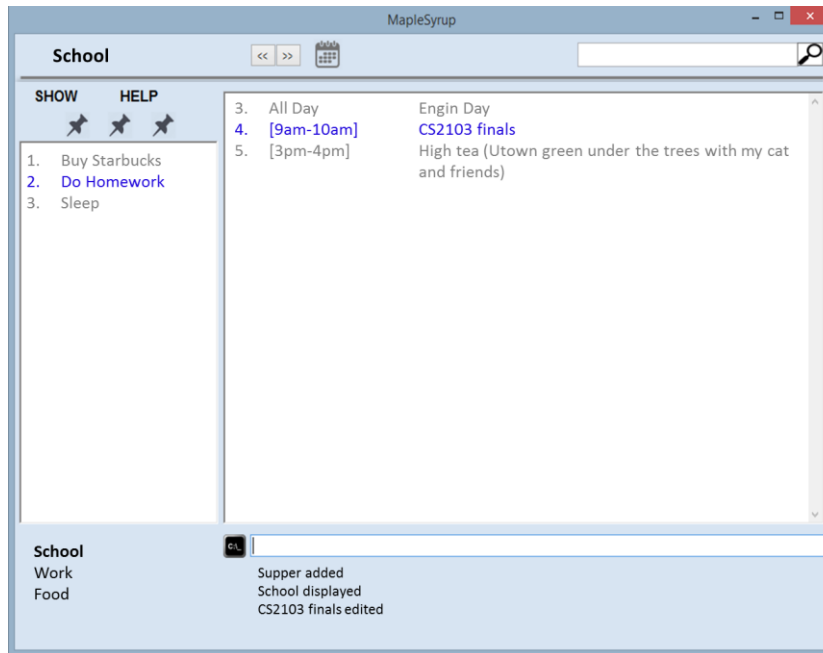 MapleSyrup
School
<< >>
SHOW HELP
1. Buy Starbucks
2. Do Homework
3. Sleep
3. All Day Engin Day
4. [9am-10am] CS2103 finals
5. [3pm-4pm] High tea (Utown green under the trees with my cat
and friends)
School
Work
Food
C:\_
Supper added
School displayed
CS2103 finals edited